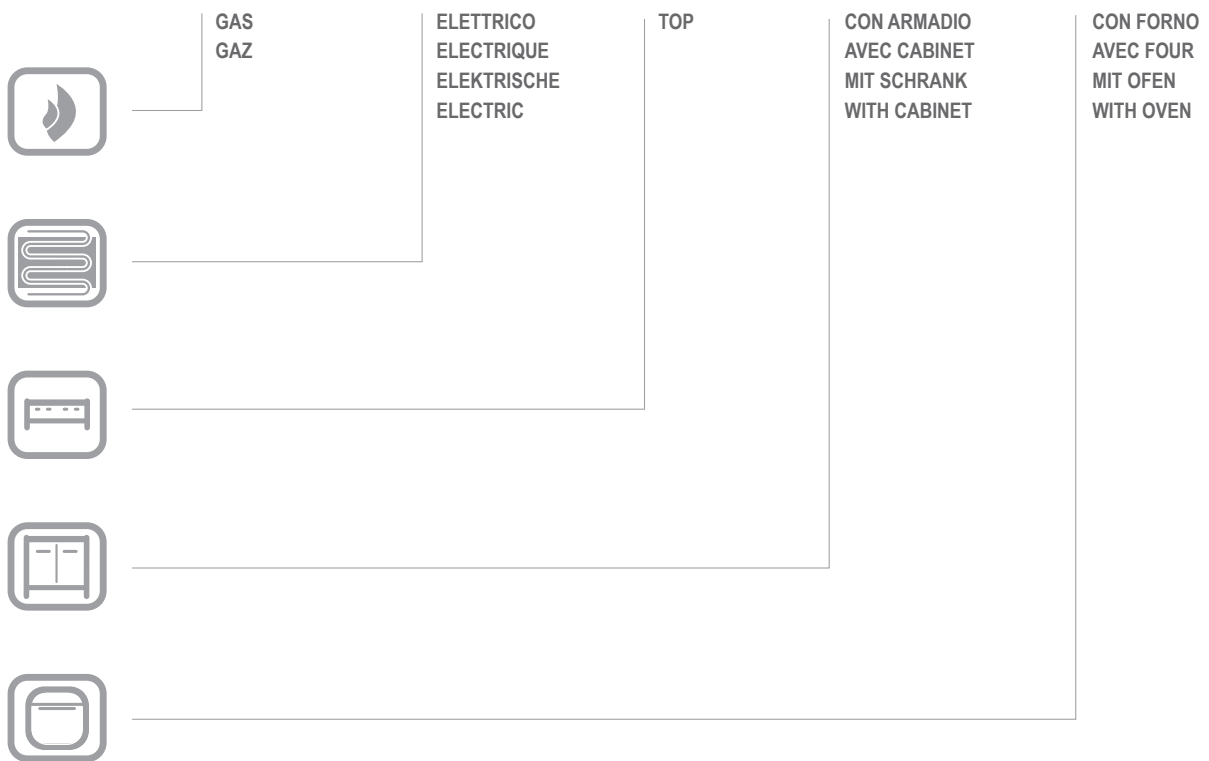 GAS
GAZ
ELETTRICO
ELECTRIQUE
ELEKTRISCHE
ELECTRIC
TOP
CON ARMADIO
AVEC CABINET
MIT SCHRANK
WITH CABINET
CON FORNO
AVEC FOUR
MIT OFEN
WITH OVEN